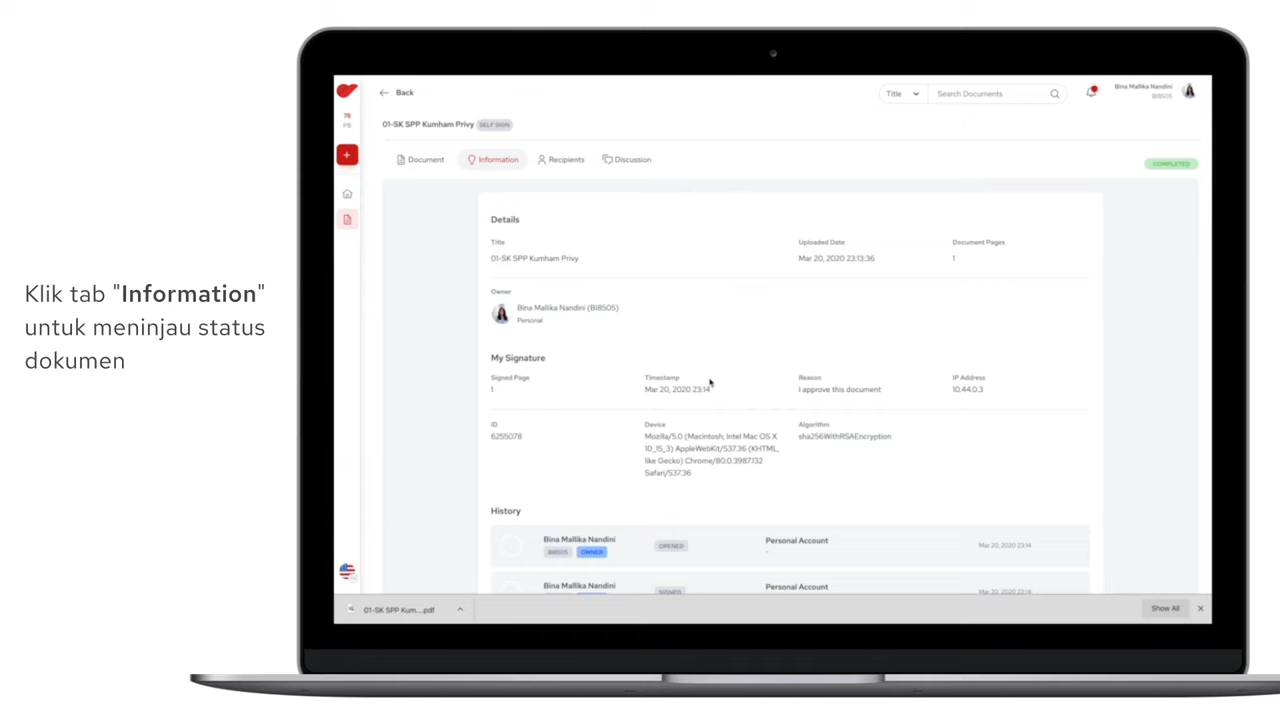 Klik tab "Information"
untuk meninjau status
dokumen
78
PB
+
Back
Title
Search Documents
Bina Mallika Nandini
BI8505
01-SK SPP Kumham Privy SELF SIGN
Document Information Recipients Discussion
COMPLETED
Details
Title Uploaded Date Document Pages
01-SK SPP Kumham Privy Mar 20, 2020 23:13:36 1
Owner
Bina Mallika Nandini (BI8505)
Personal
My Signature
Signed Page Timestamp Reason IP Address
1 Mar 20, 2020 23:14 I approve this document 10.44.0.3
ID Device Algorithm
6255078 Mozilla/5.0 (Macintosh; Intel Mac OS X sha256WithRSAEncryption
10_15_3) AppleWebKit/537.36 (KHTML,
like Gecko) Chrome/80.0.3987.132
Safari/537.36
History
Bina Mallika Nandini OPENED Personal Account Mar 20, 2020 23:14
BI8505 OWNER -
Bina Mallika Nandini SIGNED Personal Account Mar 20, 2020 23:14
01-SK SPP Kum....pdf Show All